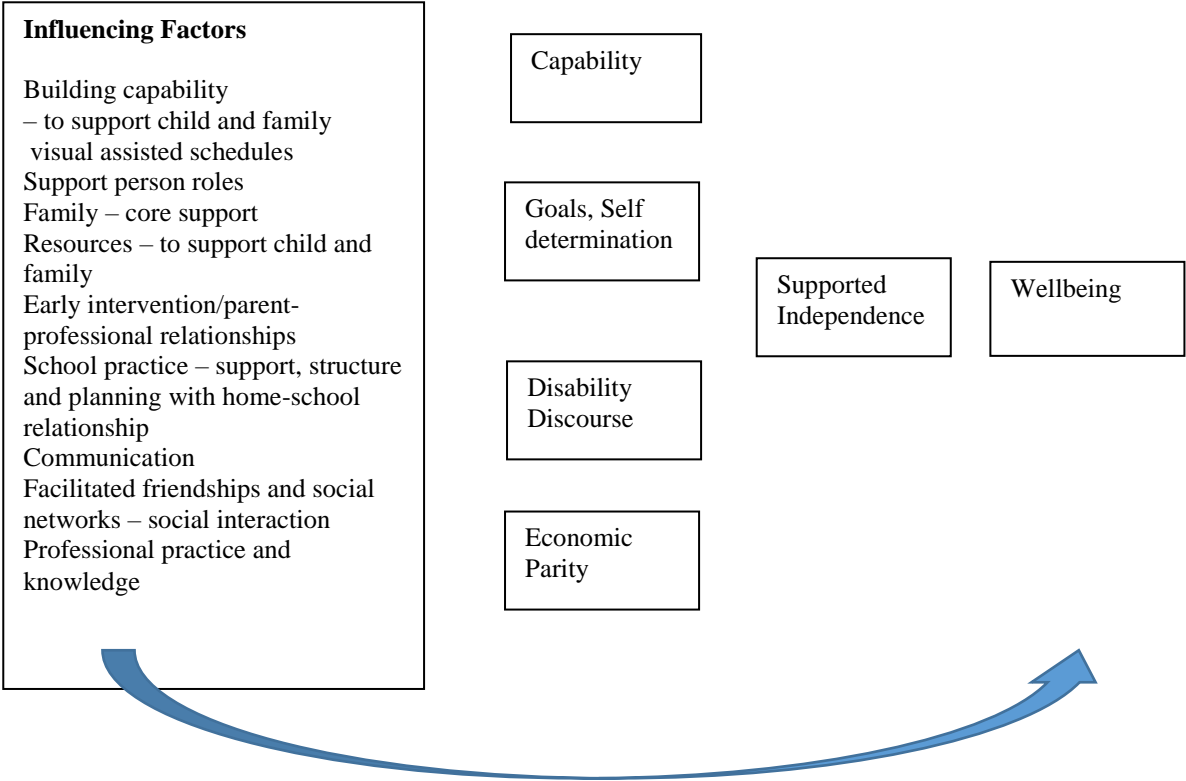 Influencing Factors
Building capability
– to support child and family
visual assisted schedules
Support person roles
Family – core support
Resources – to support child and
family
Early intervention/parent-
professional relationships
School practice – support, structure
and planning with home-school
relationship
Communication
Facilitated friendships and social
networks – social interaction
Professional practice and
knowledge
Capability
Goals, Self
determination
Disability
Discourse
Economic
Parity
Supported
Independence
Wellbeing